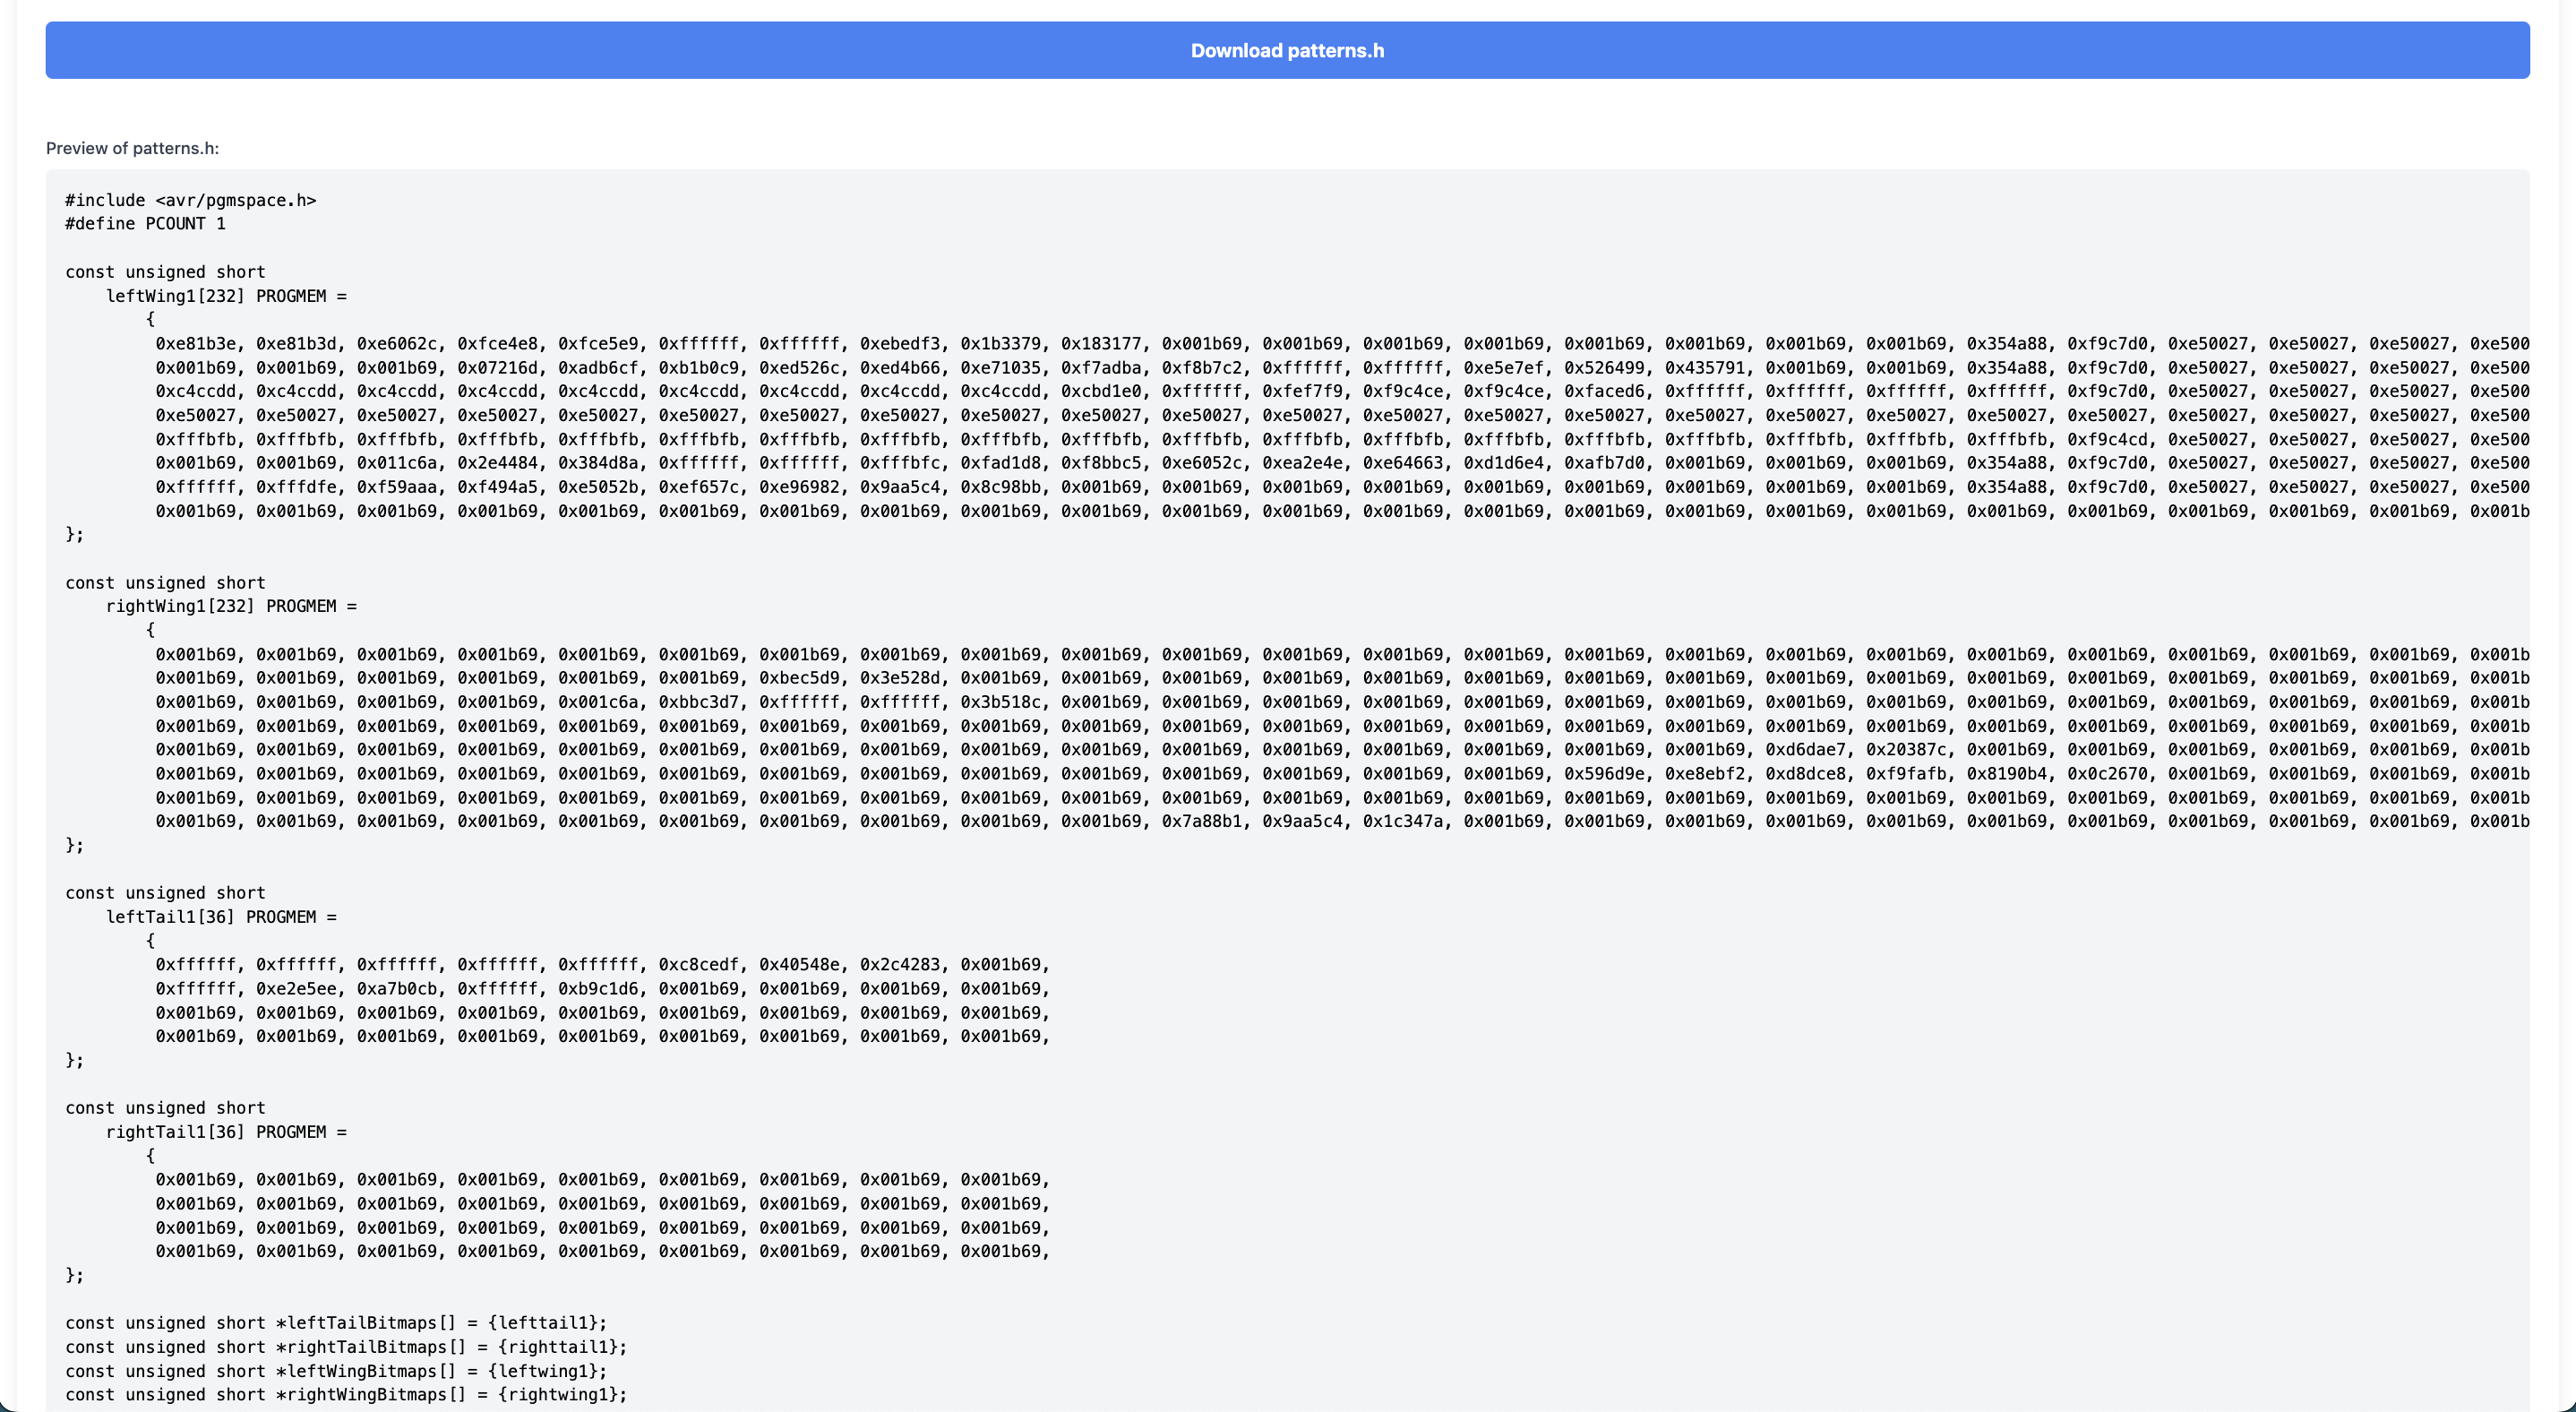 Download patterns.h
Preview of patterns.h:
#include <avr/pgmspace.h>
#define PCOUNT 1
const unsigned short
leftWing1[232] PROGMEM =
{
0xe81b3e, 0xe81b3d, 0xe6062c, 0xfce4e8, 0xfce5e9, 0xffffff, 0xffffff, 0xebedf3, 0x1b3379, 0x183177, 0x001b69, 0x001b69, 0x001b69, 0x001b69, 0x001b69, 0x001b69, 0x001b69, 0x001b69, 0x354a88, 0xf9c7d0, 0xe50027, 0xe50027, 0xe50027, 0xe500
0x001b69, 0x001b69, 0x001b69, 0x07216d, 0xadb6cf, 0xb1b0c9, 0xed526c, 0xed4b66, 0xe71035, 0xf7adba, 0xf8b7c2, 0xffffff, 0xffffff, 0xe5e7ef, 0x526499, 0x435791, 0x001b69, 0x001b69, 0x354a88, 0xf9c7d0, 0xe50027, 0xe50027, 0xe50027, 0xe500
0xc4ccdd, 0xc4ccdd, 0xc4ccdd, 0xc4ccdd, 0xc4ccdd, 0xc4ccdd, 0xc4ccdd, 0xc4ccdd, 0xc4ccdd, 0xcbd1e0, 0xffffff, 0xfef7f9, 0xf9c4ce, 0xf9c4ce, 0xfaced6, 0xffffff, 0xffffff, 0xffffff, 0xffffff, 0xf9c7d0, 0xe50027, 0xe50027, 0xe50027, 0xe500
0xe50027, 0xe50027, 0xe50027, 0xe50027, 0xe50027, 0xe50027, 0xe50027, 0xe50027, 0xe50027, 0xe50027, 0xe50027, 0xe50027, 0xe50027, 0xe50027, 0xe50027, 0xe50027, 0xe50027, 0xe50027, 0xe50027, 0xe50027, 0xe50027, 0xe50027, 0xe50027, 0xe500
0xfffbfb, 0xfffbfb, 0xfffbfb, 0xfffbfb, 0xfffbfb, 0xfffbfb, 0xfffbfb, 0xfffbfb, 0xfffbfb, 0xfffbfb, 0xfffbfb, 0xfffbfb, 0xfffbfb, 0xfffbfb, 0xfffbfb, 0xfffbfb, 0xfffbfb, 0xfffbfb, 0xfffbfb, 0xf9c4cd, 0xe50027, 0xe50027, 0xe50027, 0xe500
0x001b69, 0x001b69, 0x011c6a, 0x2e4484, 0x384d8a, 0xffffff, 0xffffff, 0xfffbfc, 0xfad1d8, 0xf8bbc5, 0xe6052c, 0xea2e4e, 0xe64663, 0xd1d6e4, 0xafb7d0, 0x001b69, 0x001b69, 0x001b69, 0x354a88, 0xf9c7d0, 0xe50027, 0xe50027, 0xe50027, 0xe500
0xffffff, 0xfffdfe, 0xf59aaa, 0xf494a5, 0xe5052b, 0xef657c, 0xe96982, 0x9aa5c4, 0x8c98bb, 0x001b69, 0x001b69, 0x001b69, 0x001b69, 0x001b69, 0x001b69, 0x001b69, 0x001b69, 0x001b69, 0x354a88, 0xf9c7d0, 0xe50027, 0xe50027, 0xe50027, 0xe500
0x001b69, 0x001b69, 0x001b69, 0x001b69, 0x001b69, 0x001b69, 0x001b69, 0x001b69, 0x001b69, 0x001b69, 0x001b69, 0x001b69, 0x001b69, 0x001b69, 0x001b69, 0x001b69, 0x001b69, 0x001b69, 0x001b69, 0x001b69, 0x001b69, 0x001b69, 0x001b69, 0x001b
};
const unsigned short
rightWing1[232] PROGMEM =
{
0x001b69, 0x001b69, 0x001b69, 0x001b69, 0x001b69, 0x001b69, 0x001b69, 0x001b69, 0x001b69, 0x001b69, 0x001b69, 0x001b69, 0x001b69, 0x001b69, 0x001b69, 0x001b69, 0x001b69, 0x001b69, 0x001b69, 0x001b69, 0x001b69, 0x001b69, 0x001b69, 0x001b
0x001b69, 0x001b69, 0x001b69, 0x001b69, 0x001b69, 0x001b69, 0xbec5d9, 0x3e528d, 0x001b69, 0x001b69, 0x001b69, 0x001b69, 0x001b69, 0x001b69, 0x001b69, 0x001b69, 0x001b69, 0x001b69, 0x001b69, 0x001b69, 0x001b69, 0x001b69, 0x001b69, 0x001b
0x001b69, 0x001b69, 0x001b69, 0x001b69, 0x001c6a, 0xbbc3d7, 0xffffff, 0xffffff, 0x3b518c, 0x001b69, 0x001b69, 0x001b69, 0x001b69, 0x001b69, 0x001b69, 0x001b69, 0x001b69, 0x001b69, 0x001b69, 0x001b69, 0x001b69, 0x001b69, 0x001b69, 0x001b
0x001b69, 0x001b69, 0x001b69, 0x001b69, 0x001b69, 0x001b69, 0x001b69, 0x001b69, 0x001b69, 0x001b69, 0x001b69, 0x001b69, 0x001b69, 0x001b69, 0x001b69, 0x001b69, 0x001b69, 0x001b69, 0x001b69, 0x001b69, 0x001b69, 0x001b69, 0x001b69, 0x001b
0x001b69, 0x001b69, 0x001b69, 0x001b69, 0x001b69, 0x001b69, 0x001b69, 0x001b69, 0x001b69, 0x001b69, 0x001b69, 0x001b69, 0x001b69, 0x001b69, 0x001b69, 0x001b69, 0xd6dae7, 0x20387c, 0x001b69, 0x001b69, 0x001b69, 0x001b69, 0x001b69, 0x001b
0x001b69, 0x001b69, 0x001b69, 0x001b69, 0x001b69, 0x001b69, 0x001b69, 0x001b69, 0x001b69, 0x001b69, 0x001b69, 0x001b69, 0x001b69, 0x001b69, 0x596d9e, 0xe8ebf2, 0xd8dce8, 0xf9fafb, 0x8190b4, 0x0c2670, 0x001b69, 0x001b69, 0x001b69, 0x001b
0x001b69, 0x001b69, 0x001b69, 0x001b69, 0x001b69, 0x001b69, 0x001b69, 0x001b69, 0x001b69, 0x001b69, 0x001b69, 0x001b69, 0x001b69, 0x001b69, 0x001b69, 0x001b69, 0x001b69, 0x001b69, 0x001b69, 0x001b69, 0x001b69, 0x001b69, 0x001b69, 0x001b
0x001b69, 0x001b69, 0x001b69, 0x001b69, 0x001b69, 0x001b69, 0x001b69, 0x001b69, 0x001b69, 0x001b69, 0x7a88b1, 0x9aa5c4, 0x1c347a, 0x001b69, 0x001b69, 0x001b69, 0x001b69, 0x001b69, 0x001b69, 0x001b69, 0x001b69, 0x001b69, 0x001b69, 0x001b
};
const unsigned short
leftTail1[36] PROGMEM =
{
0xffffff, 0xffffff, 0xffffff, 0xffffff, 0xffffff, 0xc8cedf, 0x40548e, 0x2c4283, 0x001b69,
0xffffff, 0xe2e5ee, 0xa7b0cb, 0xffffff, 0xb9c1d6, 0x001b69, 0x001b69, 0x001b69, 0x001b69,
0x001b69, 0x001b69, 0x001b69, 0x001b69, 0x001b69, 0x001b69, 0x001b69, 0x001b69, 0x001b69,
0x001b69, 0x001b69, 0x001b69, 0x001b69, 0x001b69, 0x001b69, 0x001b69, 0x001b69, 0x001b69,
};
const unsigned short
rightTail1[36] PROGMEM =
{
0x001b69, 0x001b69, 0x001b69, 0x001b69, 0x001b69, 0x001b69, 0x001b69, 0x001b69, 0x001b69,
0x001b69, 0x001b69, 0x001b69, 0x001b69, 0x001b69, 0x001b69, 0x001b69, 0x001b69, 0x001b69,
0x001b69, 0x001b69, 0x001b69, 0x001b69, 0x001b69, 0x001b69, 0x001b69, 0x001b69, 0x001b69,
0x001b69, 0x001b69, 0x001b69, 0x001b69, 0x001b69, 0x001b69, 0x001b69, 0x001b69, 0x001b69,
};
const unsigned short *leftTailBitmaps[] = {lefttail1};
const unsigned short *rightTailBitmaps[] = {righttail1};
const unsigned short *leftWingBitmaps[] = {leftwing1};
const unsigned short *rightWingBitmaps[] = {rightwing1};